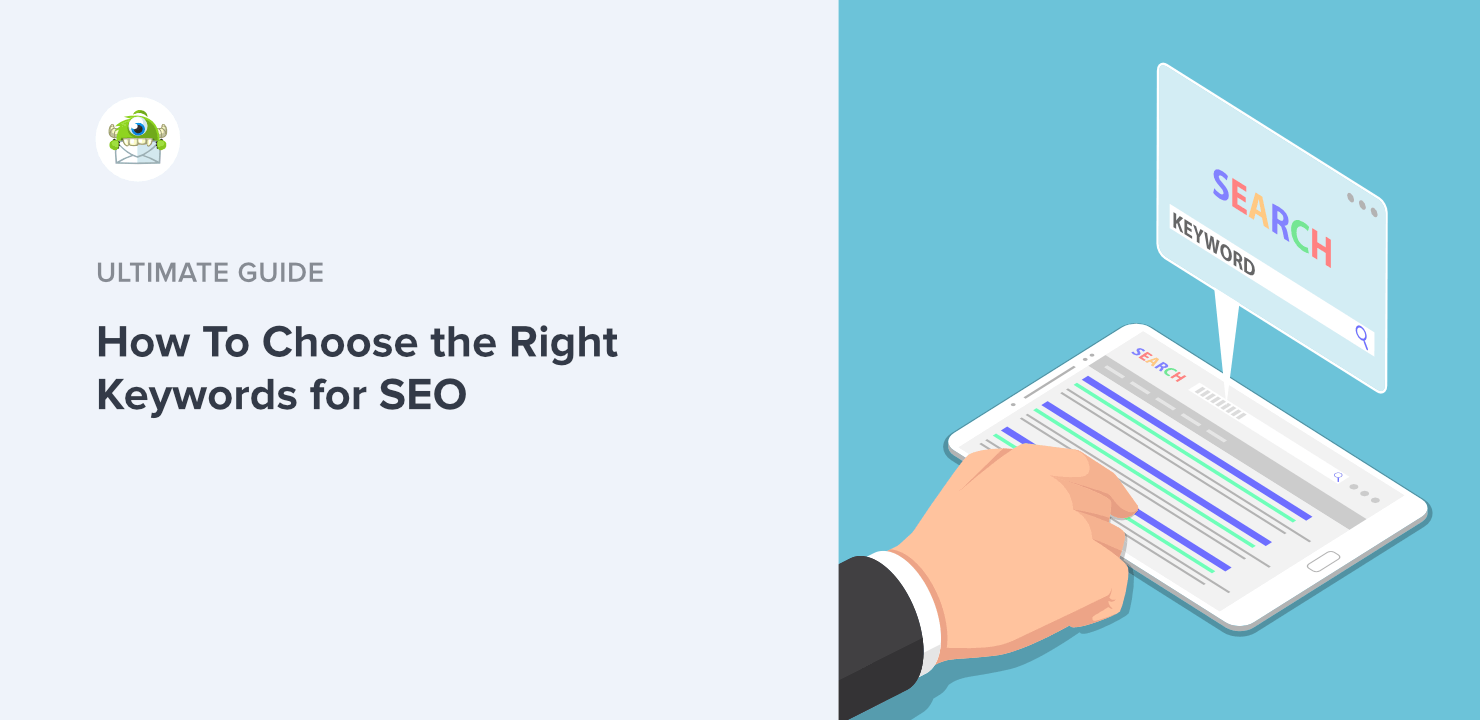 ULTIMATE GUIDE
How To Choose the Right
Keywords for SEO
SEARCH
KEYWORD
SEARCH